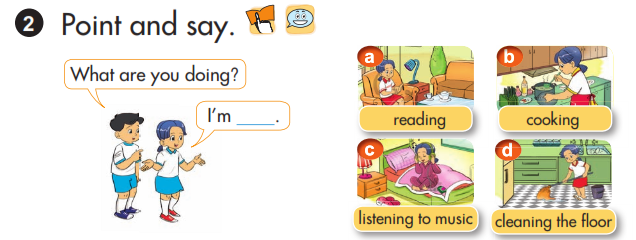 2 Point and say.
What are you doing?
I'm ____.
a
reading
b
cooking
c
listening to music
d
cleaning the floor